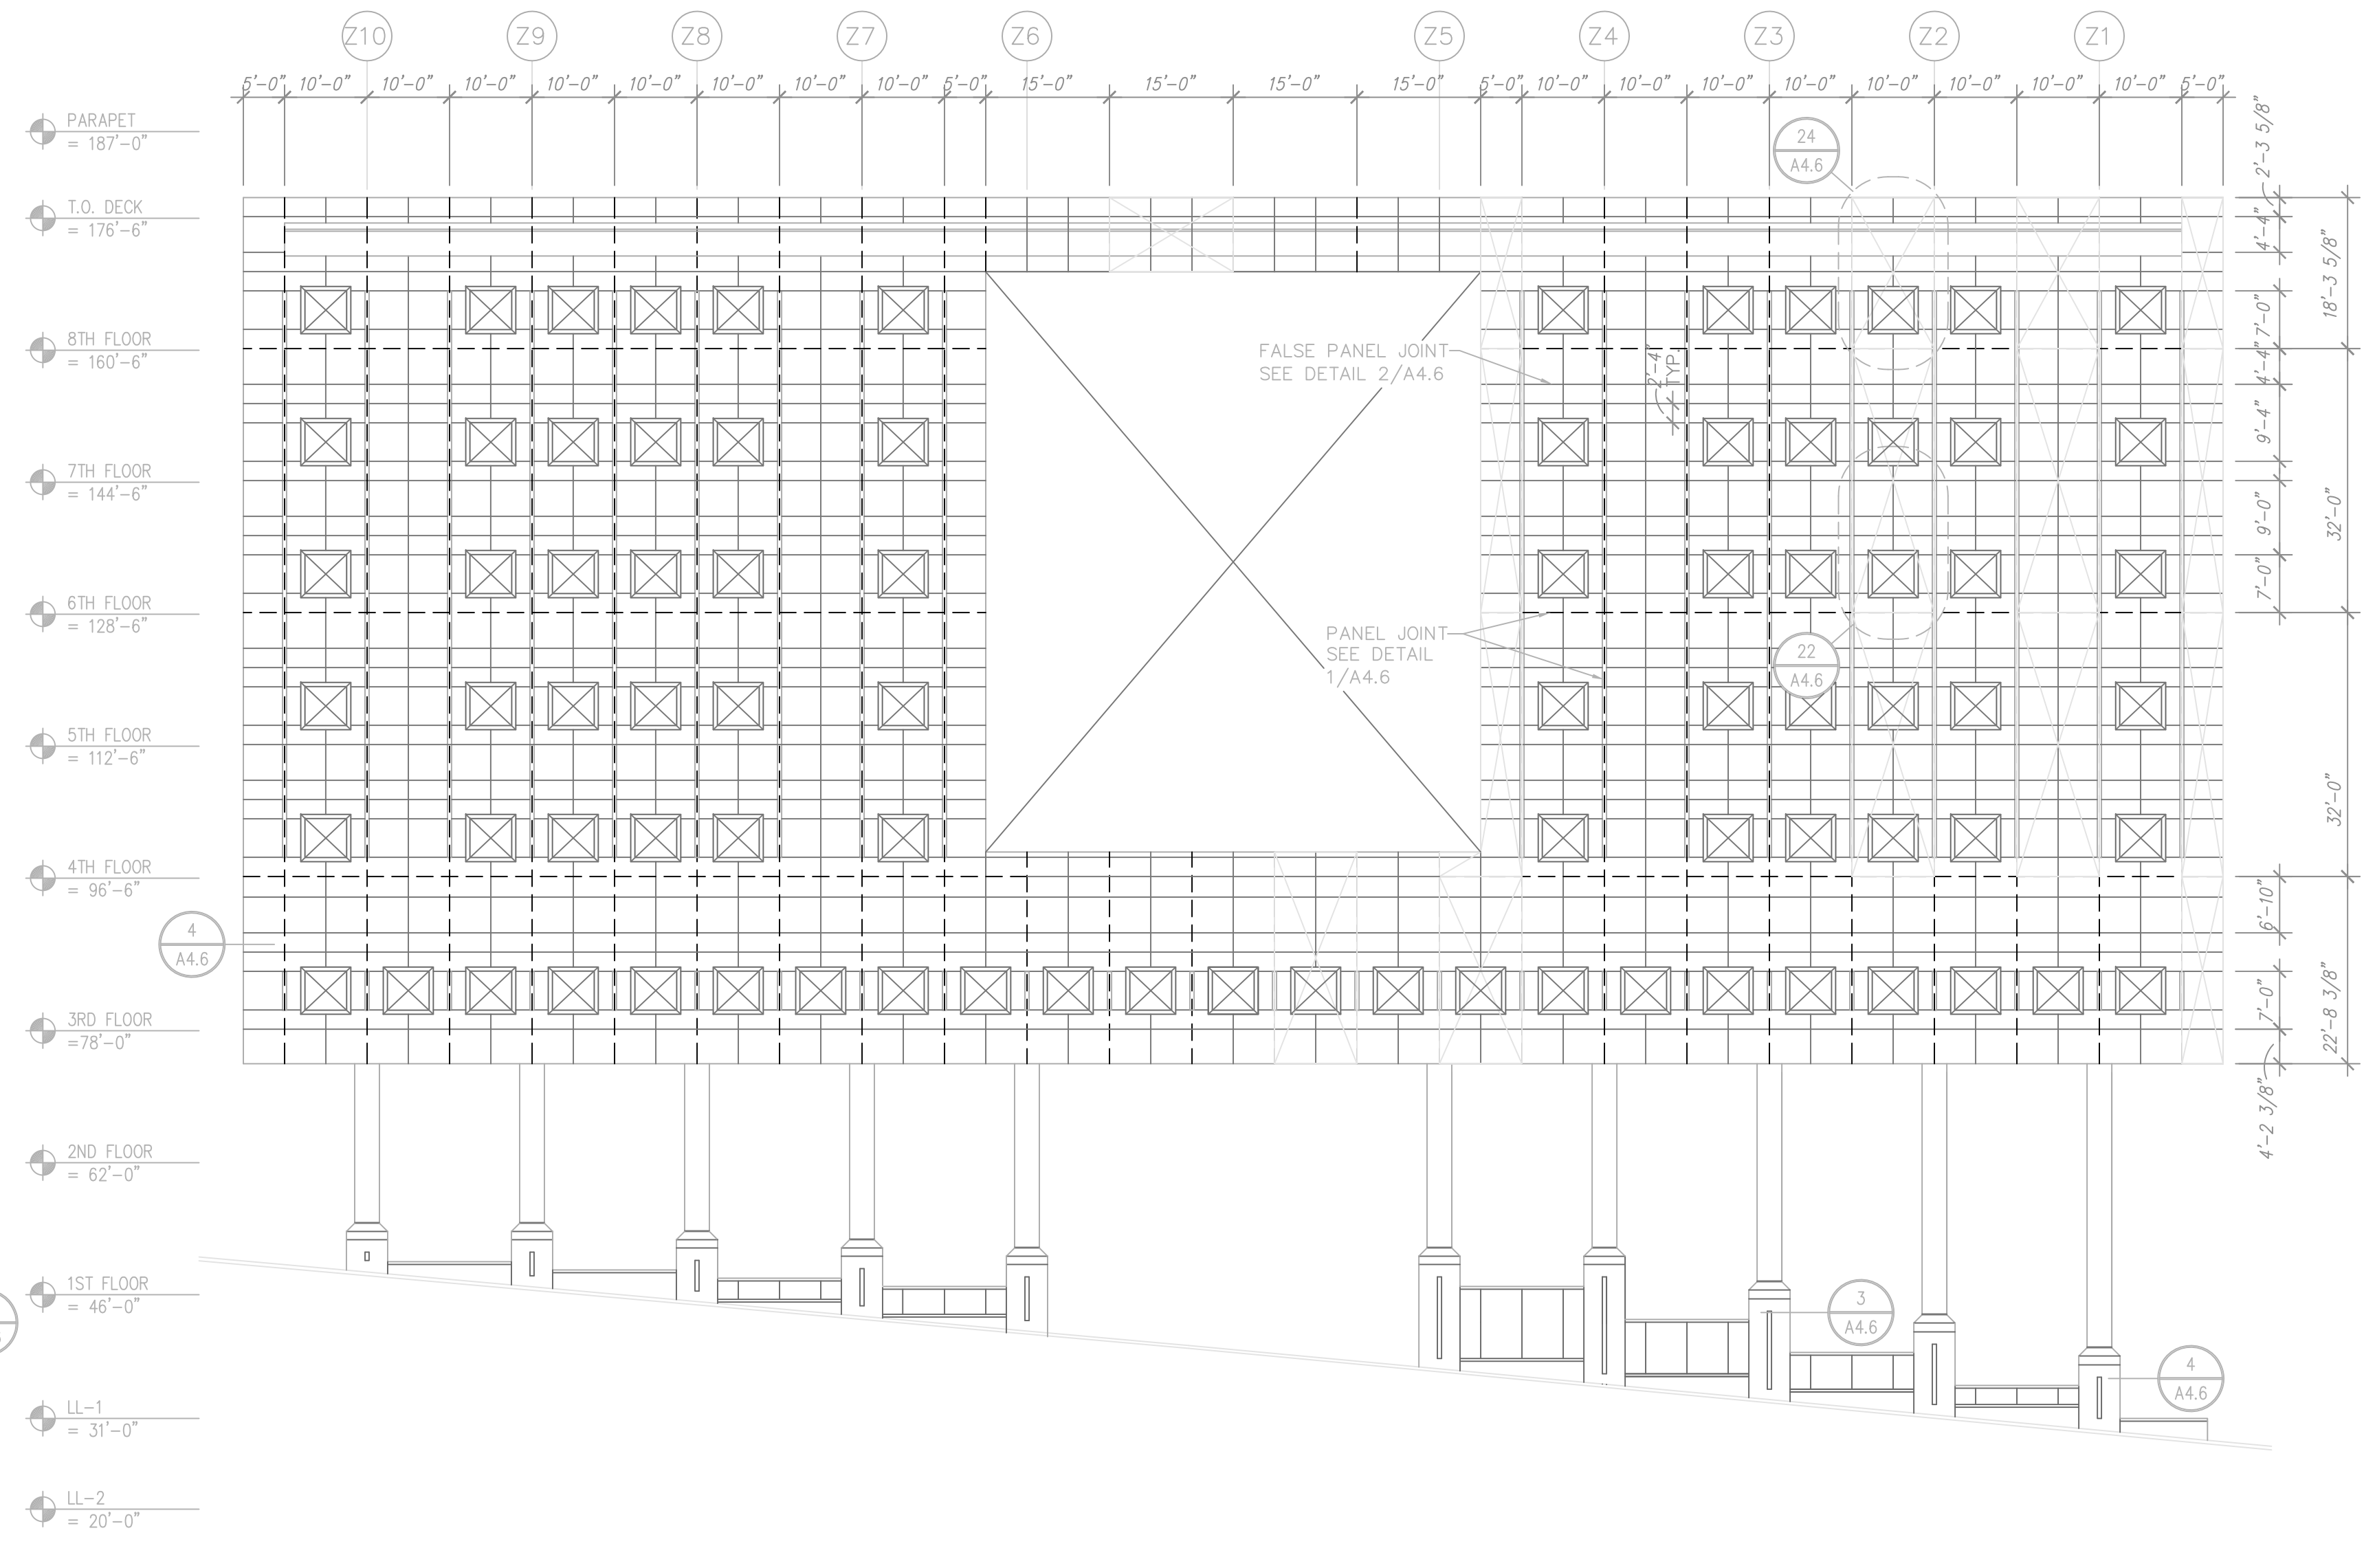 Z10 Z9 Z8 Z7 Z6 Z5 Z4 Z3 Z2 Z1
5'-0" 10'-0" 10'-0" 10'-0" 10'-0" 10'-0" 10'-0" 10'-0" 10'-0" 5'-0" 15'-0" 15'-0" 15'-0" 15'-0" 5'-0" 10'-0" 10'-0" 10'-0" 10'-0" 10'-0" 10'-0" 10'-0" 10'-0" 5'-0"
PARAPET
= 187'-0"
T.O. DECK
= 176'-6"
8TH FLOOR
= 160'-6"
7TH FLOOR
= 144'-6"
6TH FLOOR
= 128'-6"
5TH FLOOR
= 112'-6"
4TH FLOOR
= 96'-6"
3RD FLOOR
=78'-0"
2ND FLOOR
= 62'-0"
1ST FLOOR
= 46'-0"
LL-1
= 31'-0"
LL-2
= 20'-0"
4
A4.6
24
A4.6
FALSE PANEL JOINT
SEE DETAIL 2/A4.6
2'-4"
TYP.
PANEL JOINT
SEE DETAIL
1/A4.6
22
A4.6
3
A4.6
4
A4.6
2'-3 5/8"
4'-4"
7'-0"
4'-4"
9'-4"
9'-0"
7'-0"
6'-10"
7'-0"
4'-2 3/8"
18'-3 5/8"
32'-0"
32'-0"
22'-8 3/8"